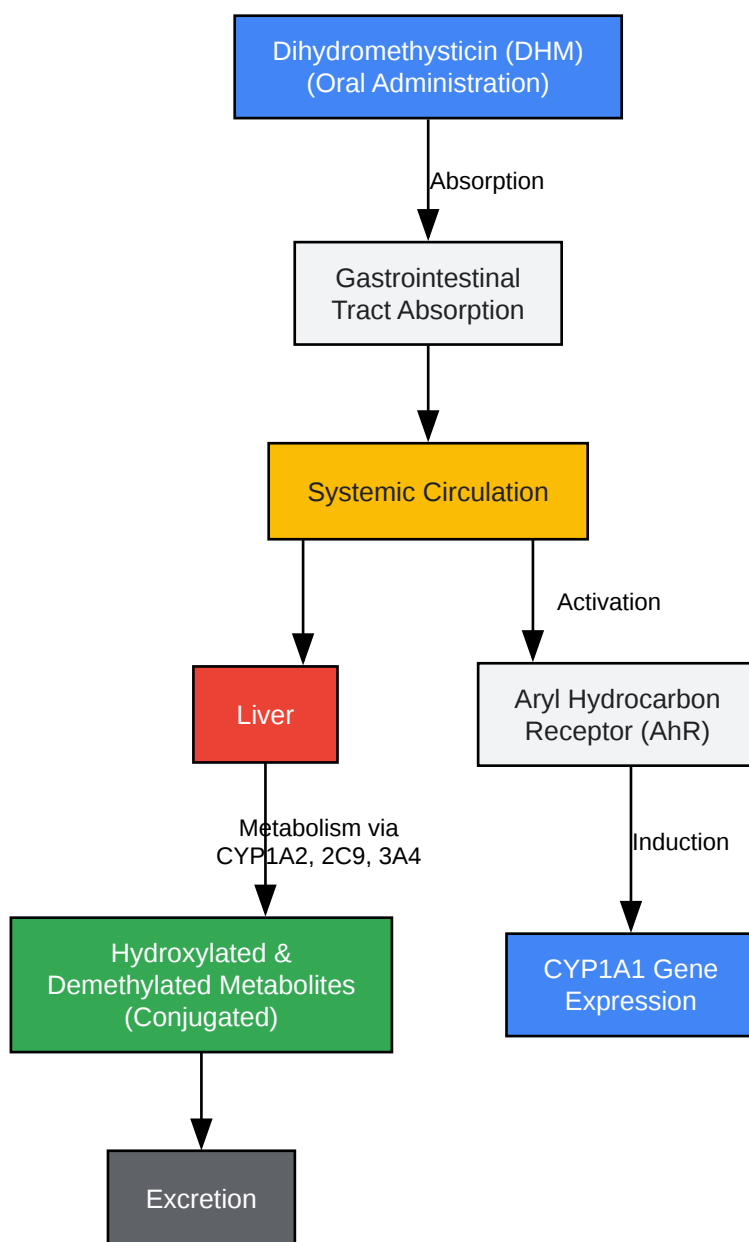 Dihydromethysticin (DHM)
(Oral Administration)
Absorption
Gastrointestinal
Tract Absorption
Systemic Circulation
Activation
Liver
Aryl Hydrocarbon
Receptor (AhR)
Metabolism via
CYP1A2, 2C9, 3A4
Induction
Hydroxylated &
Demethylated Metabolites
(Conjugated)
CYP1A1 Gene
Expression
Excretion